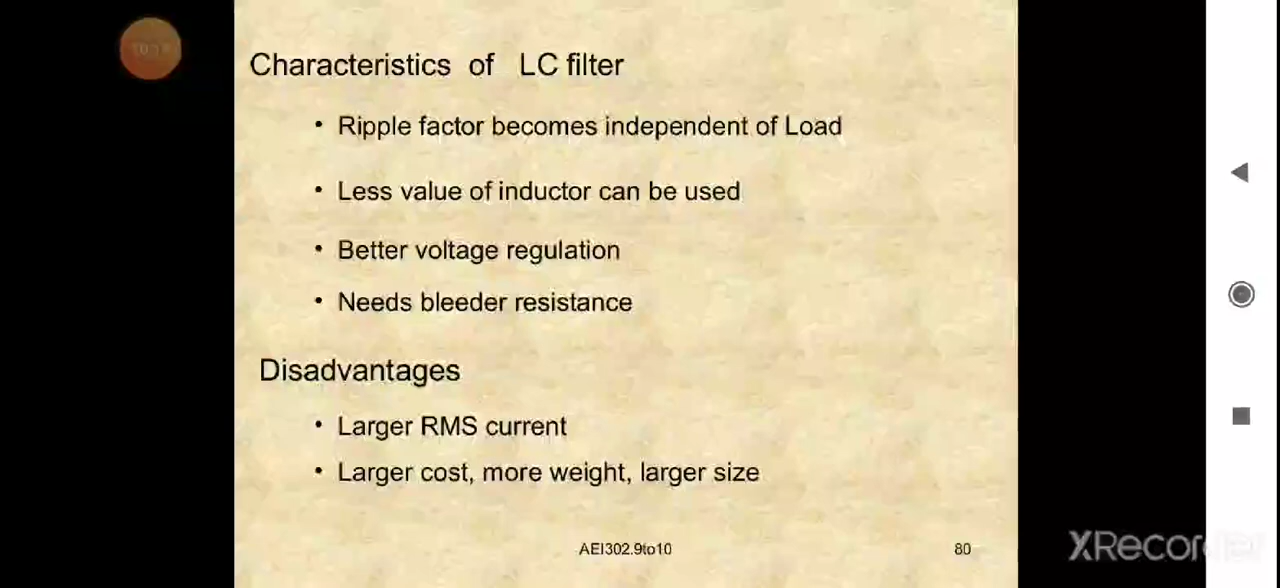 Characteristics of LC filter
• Ripple factor becomes independent of Load
• Less value of inductor can be used
• Better voltage regulation
• Needs bleeder resistance
Disadvantages
• Larger RMS current
• Larger cost, more weight, larger size
AEI302.9to10
80
XRecorder